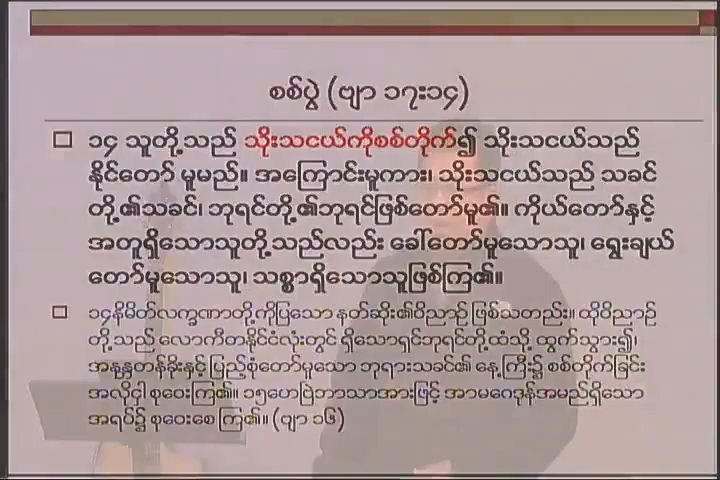 စစ်ပွဲ (ဗျာ ၁၇း၁၄)
၁၄ သူတို့သည် သိုးသငယ်ကိုစစ်တိုက်၍ သိုးသငယ်သည်
နိုင်တော် မူမည်။ အကြောင်းမူကား၊ သိုးသငယ်သည် သခင်
တို့၏သခင်၊ ဘုရင်တို့၏ဘုရင်ဖြစ်တော်မူ၏။ ကိုယ်တော်နှင့်
အတူရှိသောသူတို့သည်လည်း ခေါ်တော်မူသောသူ၊ ရွေးချယ်
တော်မူသောသူ၊ သစ္စာရှိသောသူဖြစ်ကြ၏။
၁၄နိမိတ်လက္ခဏာတို့ကိုပြသော နတ်ဆိုး၏ဝိညာဉ် ဖြစ်သတည်း။ ထိုဝိညာဉ်
တို့သည် လောကီတနိုင်ငံလုံးတွင် ရှိသောရှင်ဘုရင်တို့ထံသို့ ထွက်သွား၍၊
အနန္တတန်ခိုးနှင့် ပြည့်စုံတော်မူသော ဘုရားသခင်၏ နေ့ကြီး၌ စစ်တိုက်ခြင်း
အလိုငှါ စုဝေးကြ၏။ ၁၅ဟေဗြဲဘာသာအားဖြင့် အာမဂေဒုန်အမည်ရှိသော
အရပ်၌ စုဝေးစေကြ၏။ (ဗျာ ၁၆)